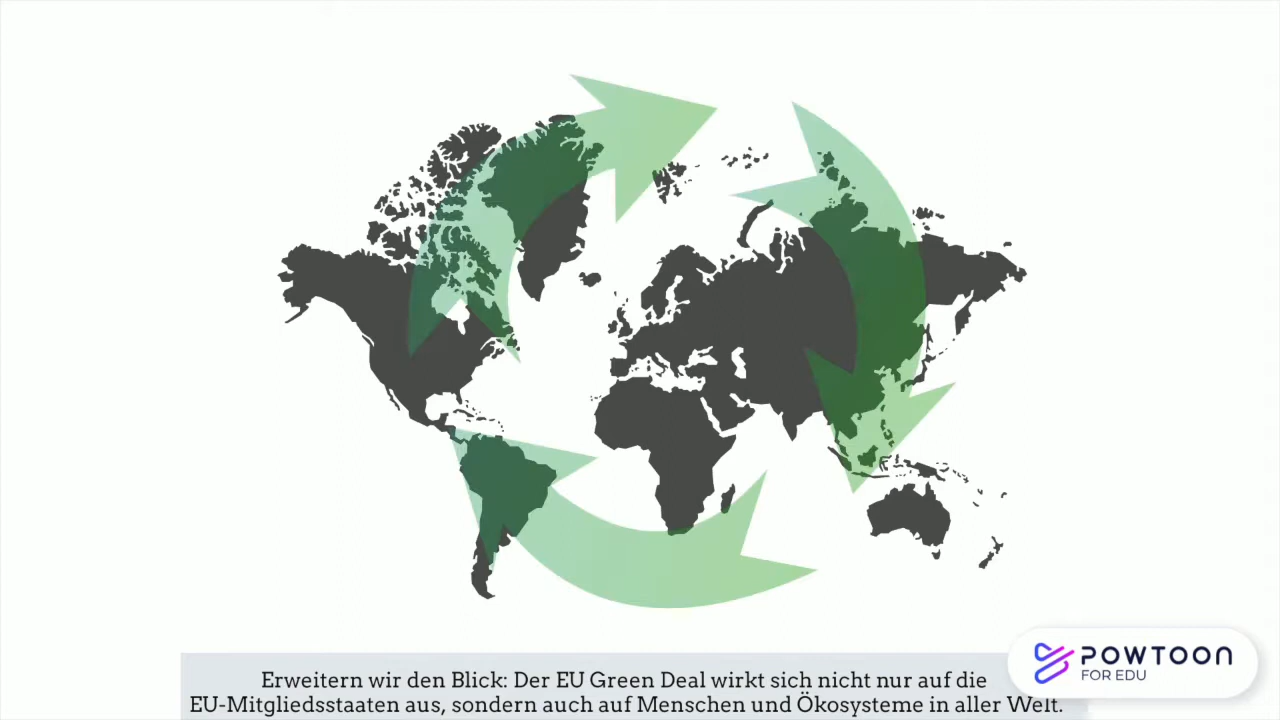 Erweitern wir den Blick: Der EU Green Deal wirkt sich nicht nur auf die
EU-Mitgliedsstaaten aus, sondern auch auf Menschen und Ökosysteme in aller Welt.
POWTOON
FOR EDU